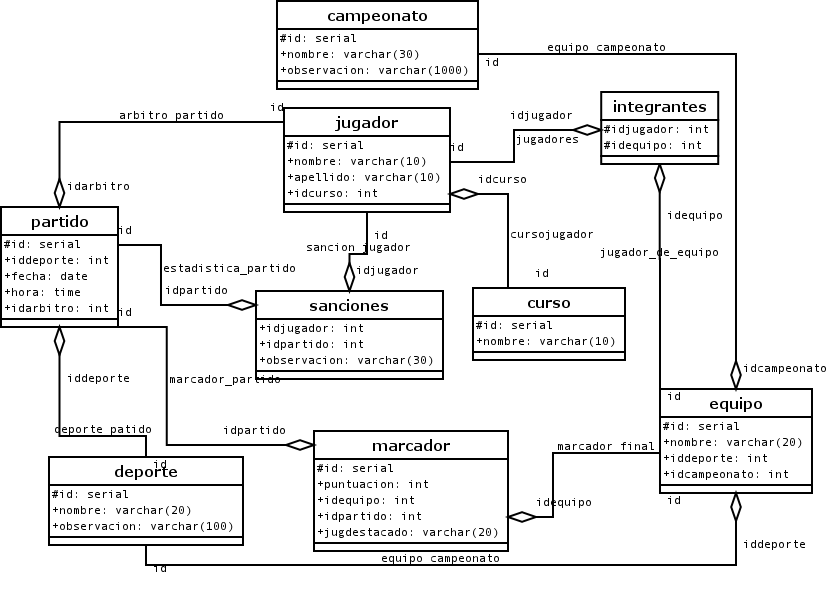 campeonato
#id: serial
+nombre: varchar(30)
+observacion: varchar(1000)
equipo campeonato
id
integrantes
#idjugador: int
#idequipo: int
id
arbitro partido
jugador
#id: serial
+nombre: varchar(10)
+apellido: varchar(10)
+idcurso: int
idjugador
jugadores
id
idcurso
idarbitro
partido
#id: serial
+iddeporte: int
+fecha: date
+hora: time
+idarbitro: int
id
idequipo
cursojugador
id
sancion jugador
jugador_de_equipo
estadistica_partido
idjugador
id
idpartido
sanciones
+idjugador: int
+idpartido: int
+observacion: varchar(30)
curso
#id: serial
+nombre: varchar(10)
id
iddeporte
marcador_partido
idcampeonato
id
equipo
#id: serial
+nombre: varchar(20)
+iddeporte: int
+idcampeonato: int
deporte patido
idpartido
marcador
#id: serial
+puntuacion: int
+idequipo: int
+idpartido: int
+jugdestacado: varchar(20)
marcador final
id
deporte
#id: serial
+nombre: varchar(20)
+observacion: varchar(100)
idequipo
id
iddeporte
equipo campeonato
id